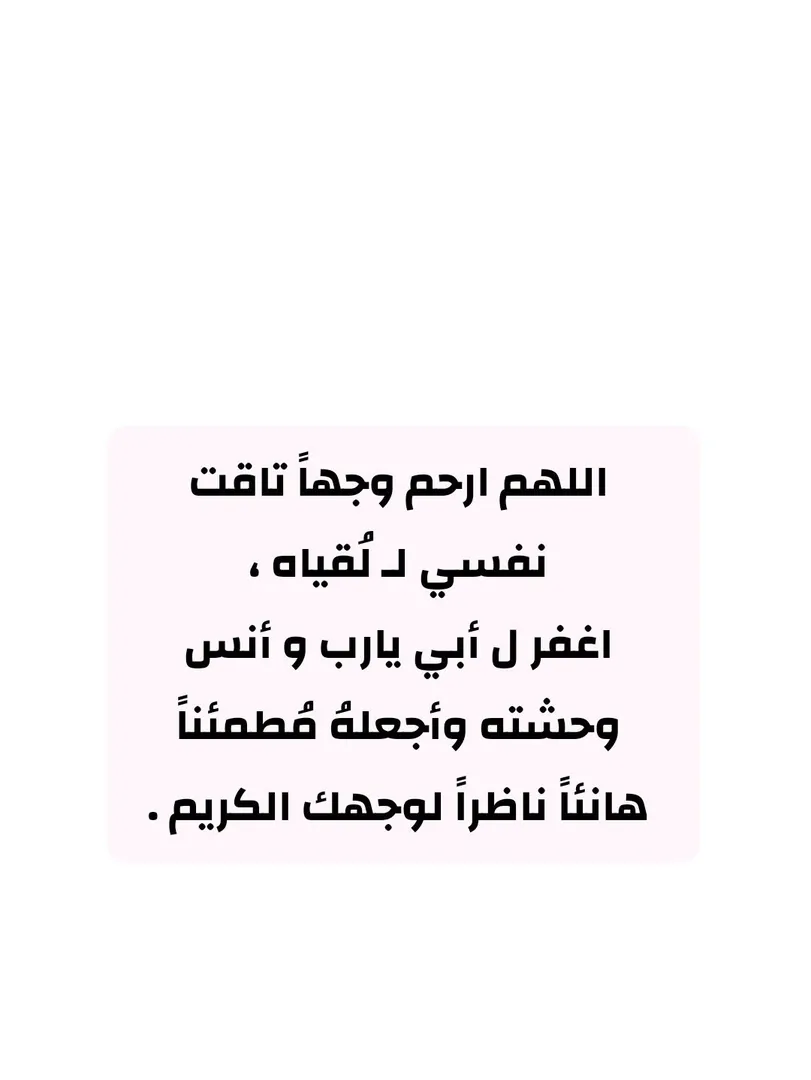 اللهم ارحم وجهاً تاقت
نفسي لـ لُقياه ،
اغفر ل أبي يارب و أنس
وحشته وأجعلهُ مُطمئناً
هانئاً ناظراً لوجهك الكريم .